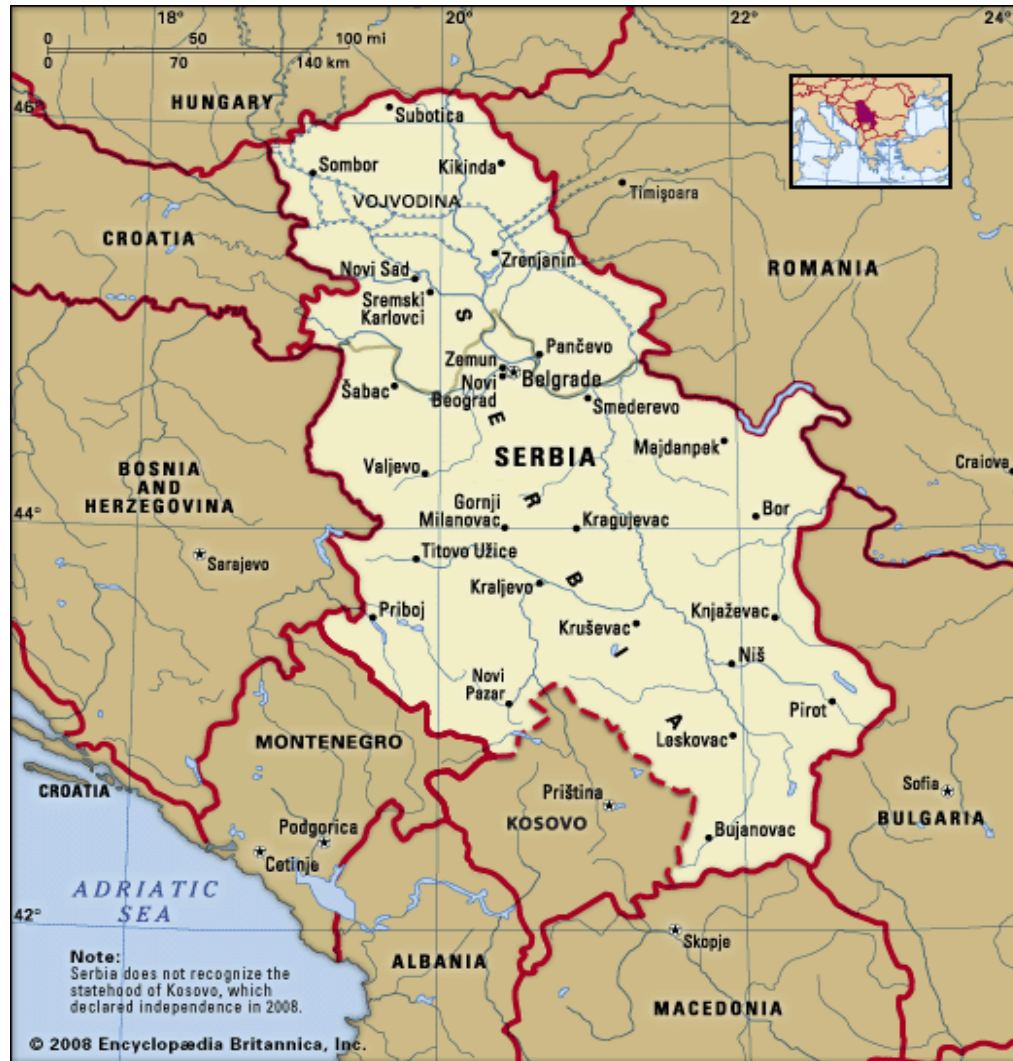 18°
20°
22°
24°
0 50 100 mi
0 70 140 km
HUNGARY
46°
Subotica
Sombor
Kikinda
Timişoara
VOJVODINA
CROATIA
Zrenjanin
ROMANIA
Novi Sad
Sremski
Karlovci
S E R B I A
Pančevo
Zemun
Belgrade
Novi
Beograd
Šabac
Smederevo
Majdanpek
SERBIA
Valjevo
Craiova
BOSNIA
AND
HERZEGOVINA
Gornji
Milanovac
Kragujevac
Bor
44°
Sarajevo
Titovo Užice
Kraljevo
Priboj
Kruševac
Knjaževac
Niš
Novi
Pazar
Pirot
Leskovac
MONTENEGRO
CROATIA
Priština
KOSOVO
Sofia
BULGARIA
Podgorica
Cetinje
Bujanovac
ADRIATIC
SEA
42°
Skopje
ALBANIA
MACEDONIA
Note:
Serbia does not recognize the
statehood of Kosovo, which
declared independence in 2008.
© 2008 Encyclopædia Britannica, Inc.